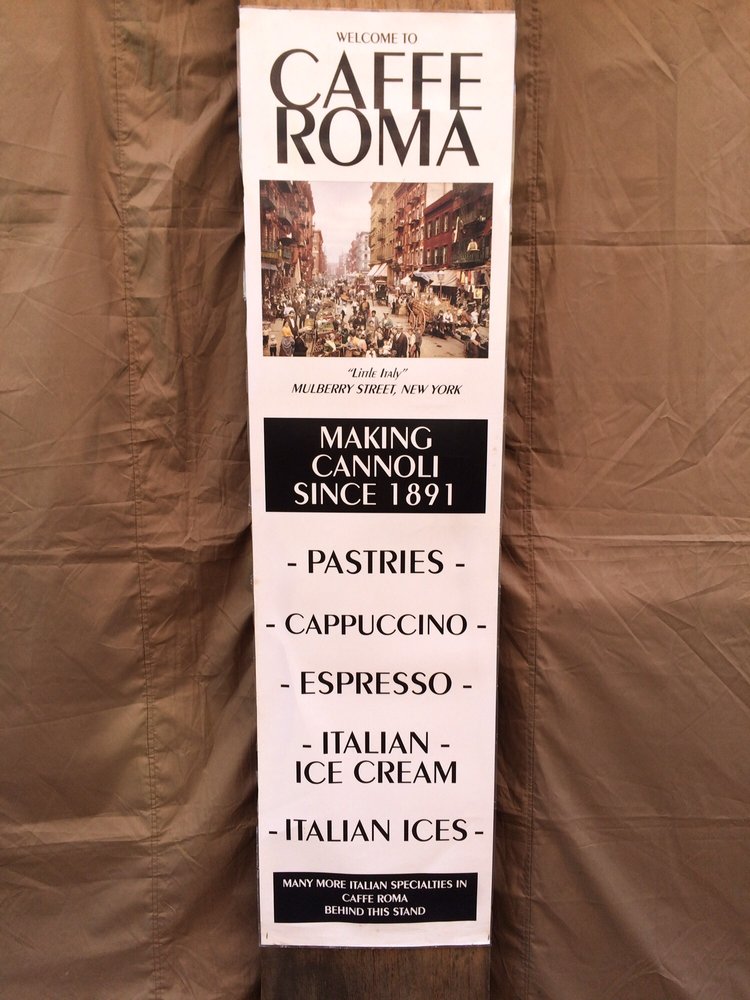 WELCOME TO
CAFFE
ROMA
"Little Italy"
MULBERRY STREET, NEW YORK
MAKING
CANNOLI
SINCE 1891
- PASTRIES -
- CAPPUCCINO -
- ESPRESSO -
- ITALIAN -
ICE CREAM
- ITALIAN ICES -
MANY MORE ITALIAN SPECIALTIES IN
CAFFE ROMA
BEHIND THIS STAND